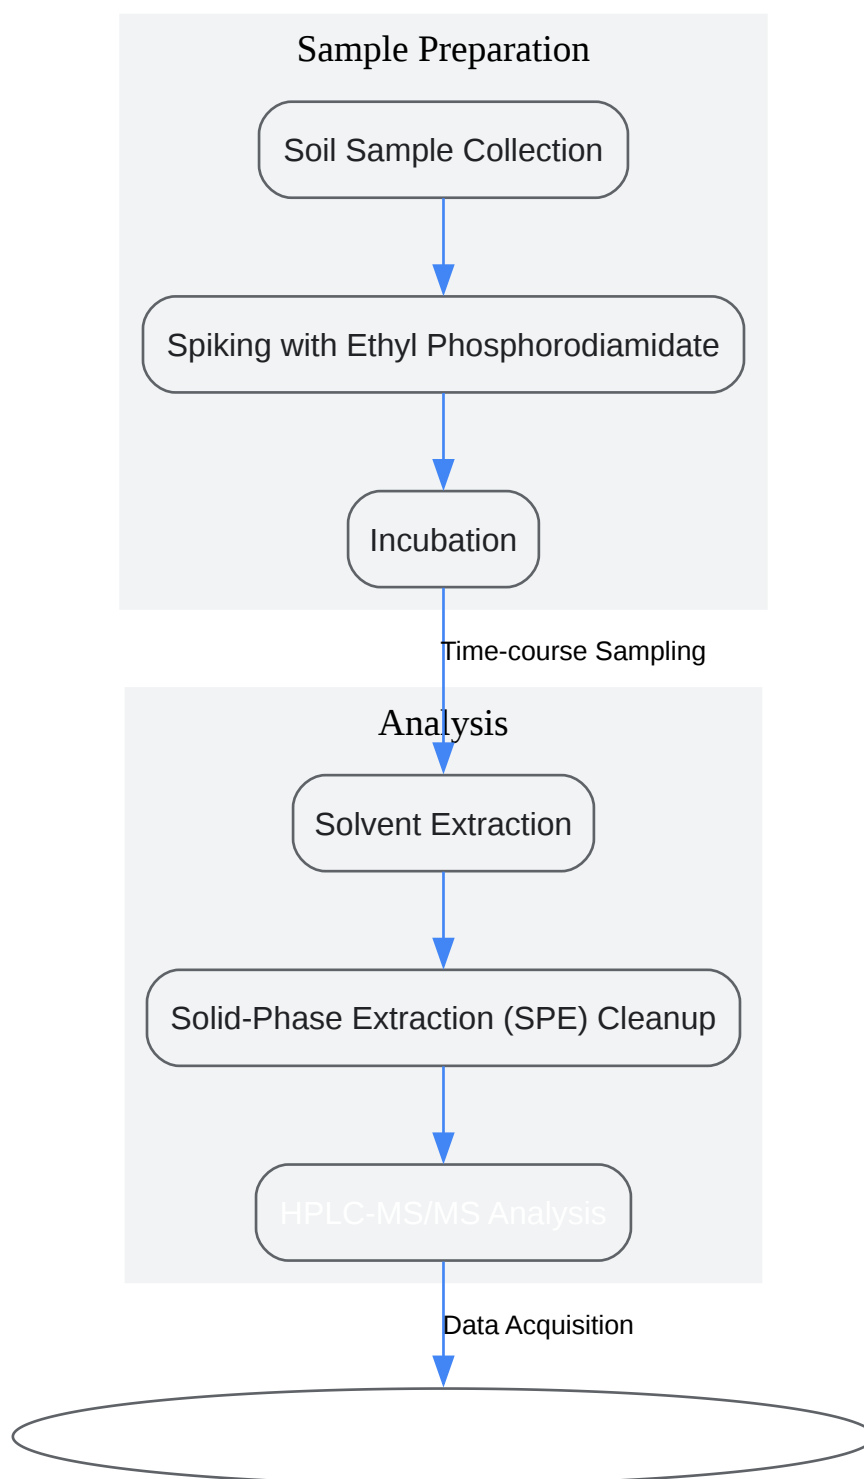 Sample Preparation
Soil Sample Collection
Spiking with Ethyl Phosphorodiamidate
Incubation
Time-course Sampling
Analysis
Solvent Extraction
Solid-Phase Extraction (SPE) Cleanup
HPLC-MS/MS Analysis
Data Acquisition